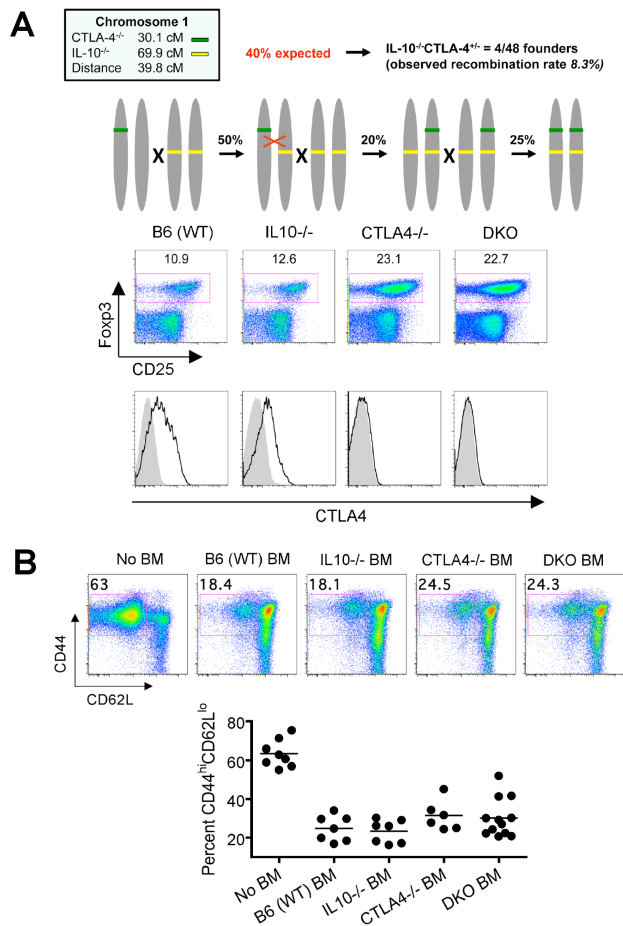 A
Chromosome 1
CTLA-4-/- 30.1 cM
IL-10-/- 69.9 cM
Distance 39.8 cM
40% expected
IL-10-/-CTLA-4+/- = 4/48 founders
(observed recombination rate 8.3%)
X 50% X 20% X 25%
B6 (WT) IL10-/- CTLA4-/- DKO
10.9 12.6 23.1 22.7
Foxp3
CD25
CTLA4
B
No BM B6 (WT) BM IL10-/- BM CTLA4-/- BM DKO BM
63 18.4 18.1 24.5 24.3
CD44
CD62L
Percent CD44hiCD62Llo
80
60
40
20
No BM
B6 (WT) BM
IL10-/- BM
CTLA4-/- BM
DKO BM